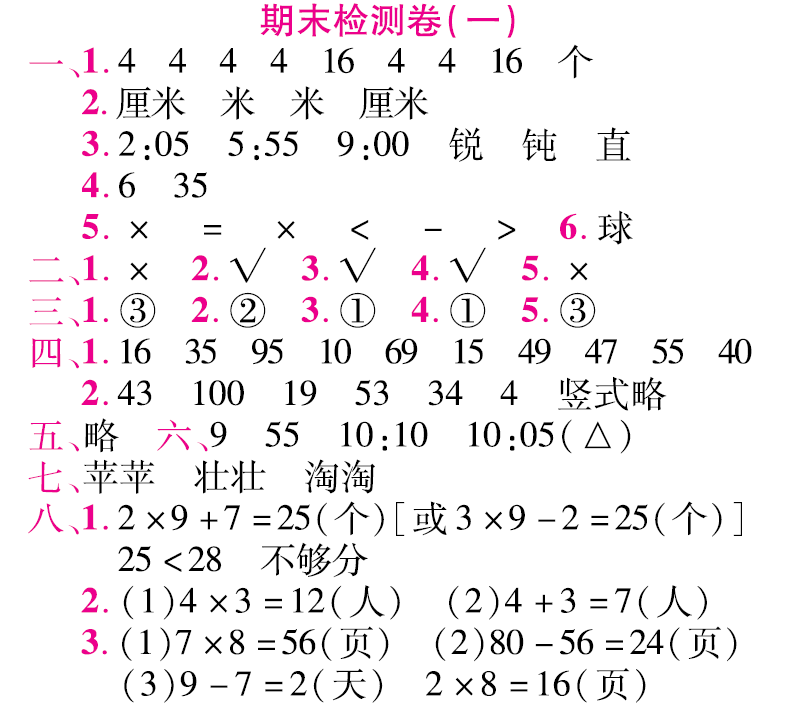 期末检测卷(一)
一、1. 4 4 4 4 16 4 4 16 个
2. 厘米 米 米 厘米
3. 2:05 5:55 9:00 锐 钝 直
4. 6 35
5. × = × < - > 6. 球
二、1. × 2. √ 3. √ 4. √ 5. ×
三、1. ③ 2. ② 3. ① 4. ① 5. ③
四、1. 16 35 95 10 69 15 49 47 55 40
2. 43 100 19 53 34 4 竖式略
五、略 六、9 55 10:10 10:05(△)
七、苹苹 壮壮 淘淘
八、1. 2×9+7=25(个)[或3×9-2=25(个)]
25<28 不够分
2. (1)4×3=12(人) (2)4+3=7(人)
3. (1)7×8=56(页) (2)80-56=24(页)
(3)9-7=2(天) 2×8=16(页)